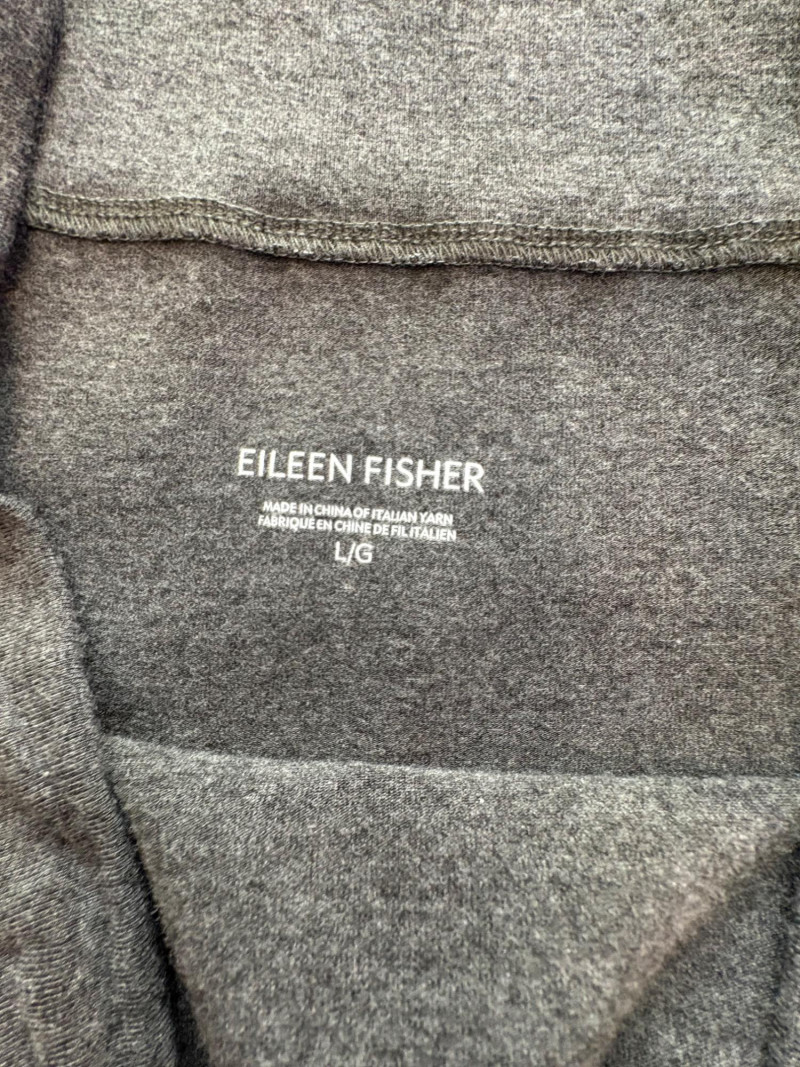 EILEEN FISHER
MADE IN CHINA OF ITALIAN YARN
FABRIQUE EN CHINE DE FIL ITALIEN
L/G